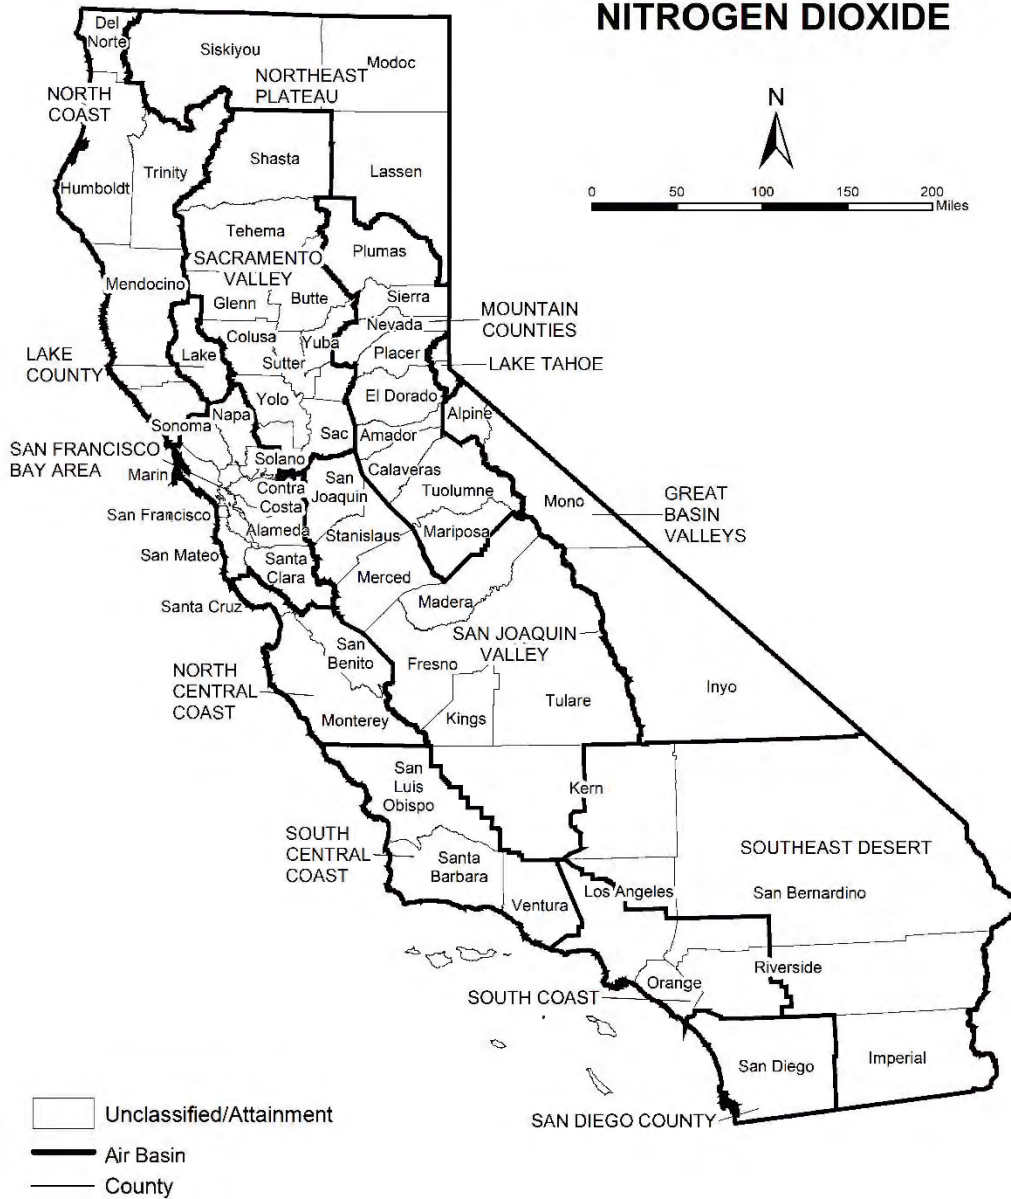 NITROGEN DIOXIDE
Del
Norte
Siskiyou
Modoc
NORTHEAST
PLATEAU
NORTH
COAST
N
Shasta
Trinity
Lassen
Humboldt
0 50 100 150 200
Miles
Tehema
Plumas
SACRAMENTO
VALLEY
Mendocino
Glenn
Butte
Sierra
MOUNTAIN
COUNTIES
Nevada
Colusa
Yuba
LAKE
COUNTY
Lake
Sutter
Placer
LAKE TAHOE
Yolo
El Dorado
Napa
Alpine
Sonoma
Sac
Amador
SAN FRANCISCO
BAY AREA
Solano
Marin
Calaveras
San
Joaquin
Contra
Costa
Tuolumne
Mono
GREAT
BASIN
VALLEYS
San Francisco
Alameda
Stanislaus
Mariposa
San Mateo
Santa
Clara
Merced
Santa Cruz
Madera
San
Benito
SAN JOAQUIN
VALLEY
Fresno
NORTH
CENTRAL
COAST
Inyo
Tulare
Monterey
Kings
San
Luis
Obispo
Kern
SOUTH
CENTRAL
COAST
SOUTHEAST DESERT
Santa
Barbara
Los Angeles
San Bernardino
Ventura
Riverside
Orange
SOUTH COAST
San Diego
Imperial
SAN DIEGO COUNTY
Unclassified/Attainment
Air Basin
County